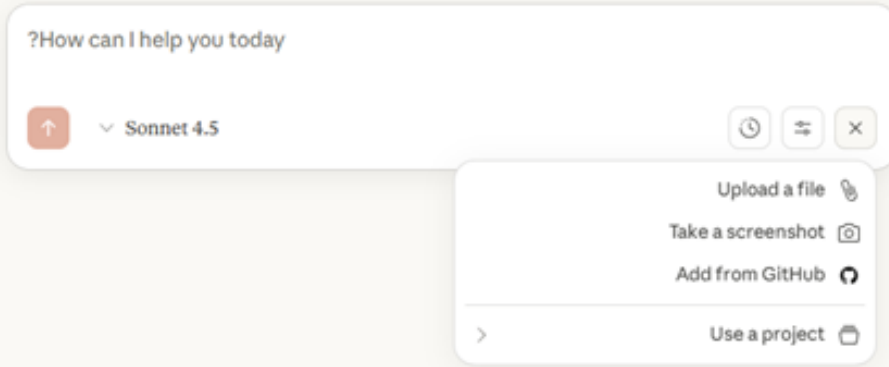 ?How can I help you today
Sonnet 4.5
Upload a file
Take a screenshot
Add from GitHub
Use a project